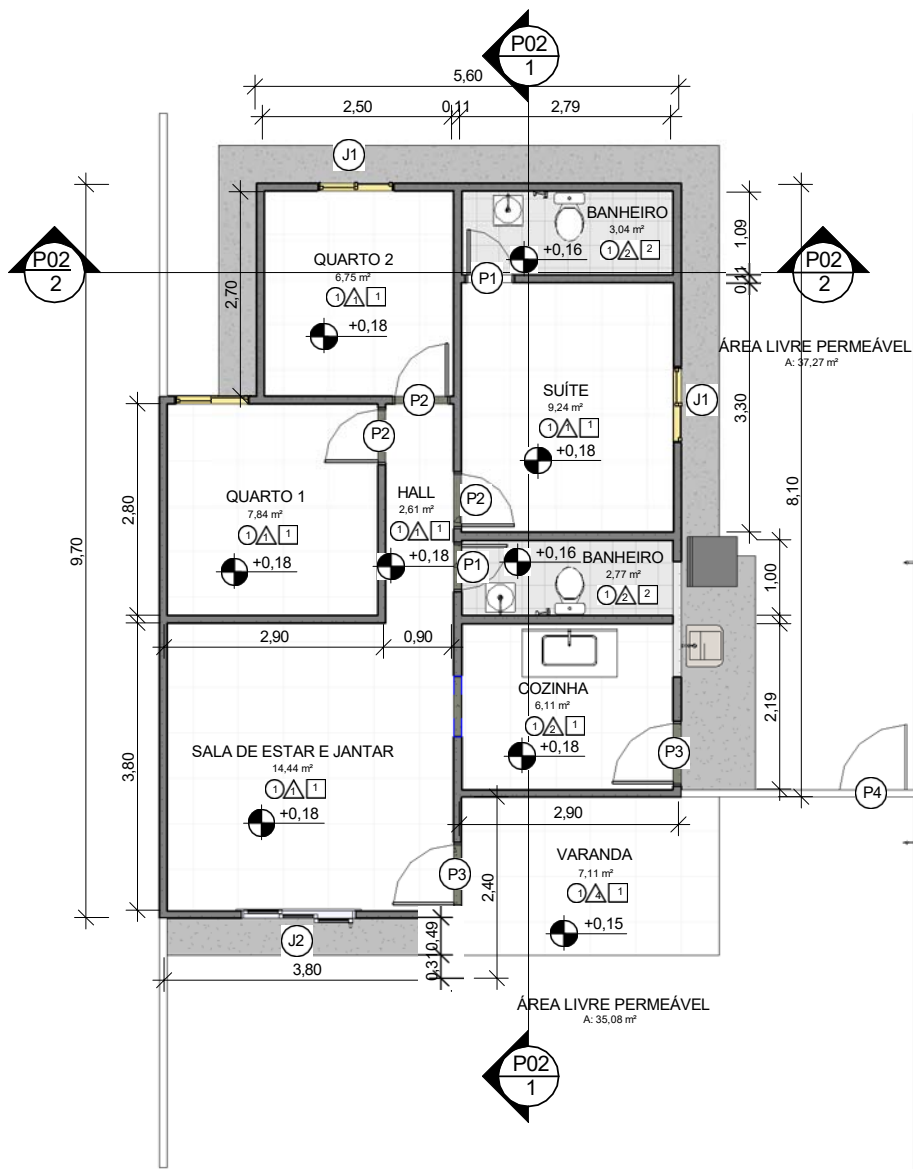 P02
1
5,60
2,50
0,11
2,79
J1
BANHEIRO
3,04 m²
1 2 2
+0,16
1,09
P02
2
P02
2
QUARTO 2
6,75 m²
1 1 1
+0,18
P1
0,11
2,70
ÁREA LIVRE PERMEÁVEL
A: 37,27 m²
SUÍTE
9,24 m²
1 1 1
+0,18
J1
3,30
P2
P2
8,10
QUARTO 1
7,84 m²
1 1 1
+0,18
HALL
2,61 m²
1 1 1
+0,18
P2
2,80
9,70
P1
+0,16
BANHEIRO
2,77 m²
1 2 2
1,00
2,90
0,90
COZINHA
6,11 m²
1 2 1
+0,18
2,19
SALA DE ESTAR E JANTAR
14,44 m²
1 1 1
+0,18
P3
3,80
P4
2,90
VARANDA
7,11 m²
1 4 1
+0,15
P3
2,40
J2
0,49
0,31
3,80
ÁREA LIVRE PERMEÁVEL
A: 35,08 m²
P02
1